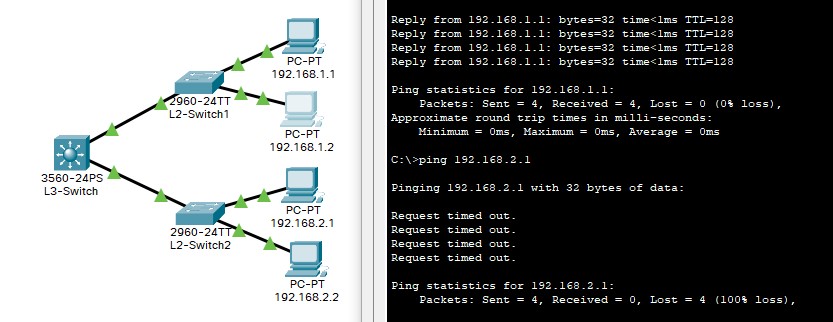 PC-PT
192.168.1.1
2960-24TT
L2-Switch1
PC-PT
192.168.1.2
3560-24PS
L3-Switch
PC-PT
192.168.2.1
2960-24TT
L2-Switch2
PC-PT
192.168.2.2
Reply from 192.168.1.1: bytes=32 time<1ms TTL=128
Reply from 192.168.1.1: bytes=32 time<1ms TTL=128
Reply from 192.168.1.1: bytes=32 time<1ms TTL=128
Reply from 192.168.1.1: bytes=32 time<1ms TTL=128
Ping statistics for 192.168.1.1:
Packets: Sent = 4, Received = 4, Lost = 0 (0% loss),
Approximate round trip times in milli-seconds:
Minimum = 0ms, Maximum = 0ms, Average = 0ms
C:\>ping 192.168.2.1
Pinging 192.168.2.1 with 32 bytes of data:
Request timed out.
Request timed out.
Request timed out.
Request timed out.
Ping statistics for 192.168.2.1:
Packets: Sent = 4, Received = 0, Lost = 4 (100% loss),